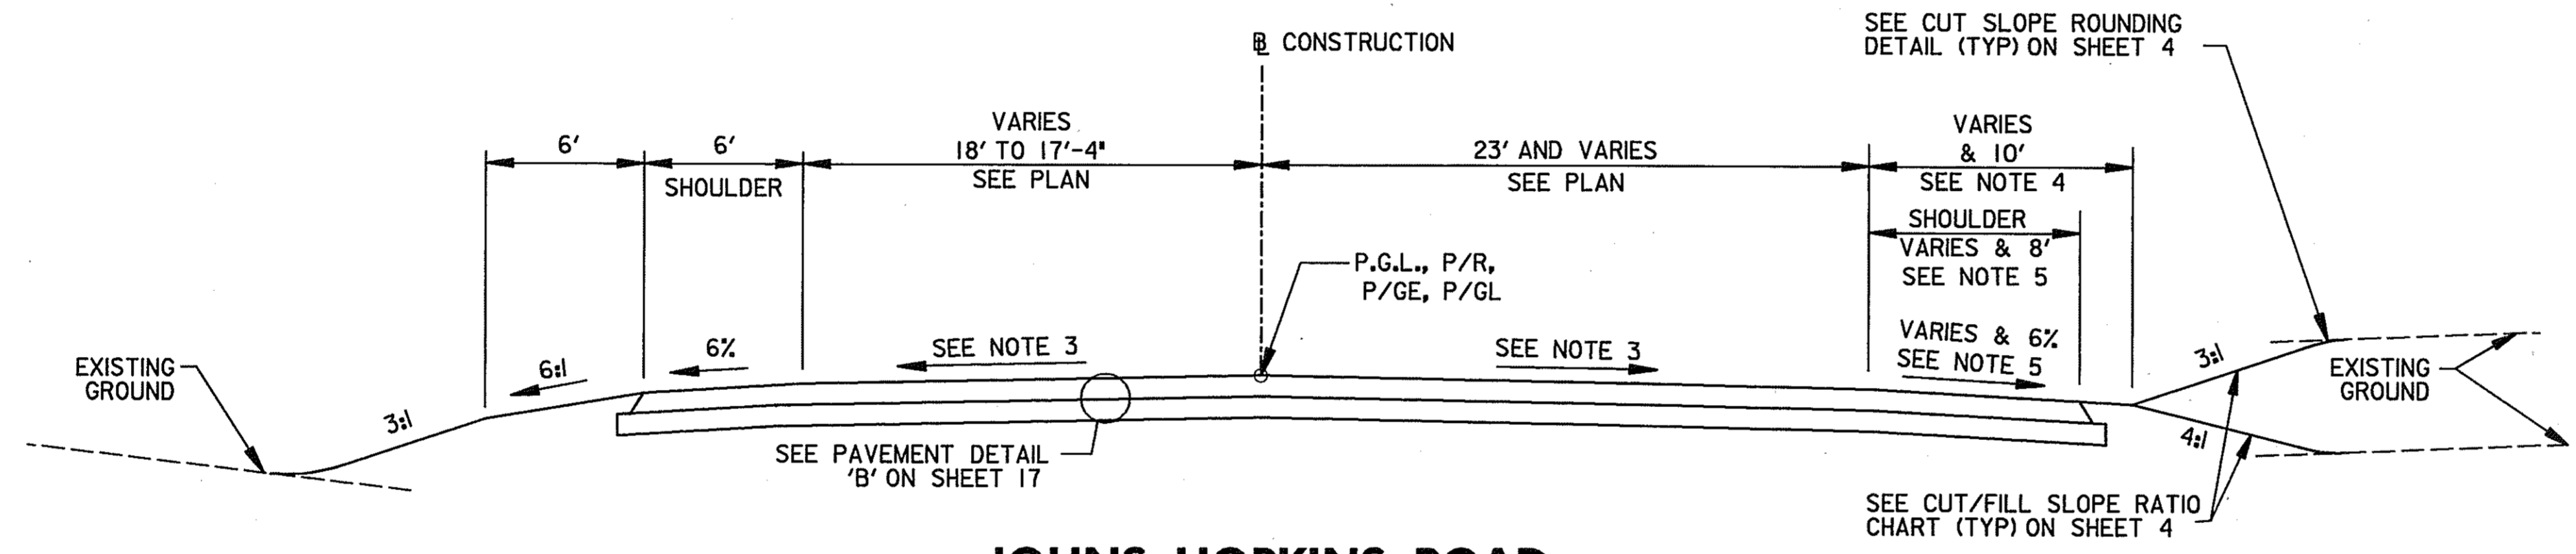 SEE CUT SLOPE ROUNDING
DETAIL (TYP) ON SHEET 4
℄ CONSTRUCTION
6'
6'
SHOULDER
VARIES
18' TO 17'-4"
SEE PLAN
23' AND VARIES
SEE PLAN
VARIES
& 10'
SEE NOTE 4
SHOULDER
VARIES & 8'
SEE NOTE 5
P.G.L., P/R,
P/GE, P/GL
VARIES & 6%
SEE NOTE 5
EXISTING
GROUND
3:1
6:1
6%
SEE NOTE 3
SEE NOTE 3
3:1
4:1
EXISTING
GROUND
SEE PAVEMENT DETAIL
'B' ON SHEET 17
SEE CUT/FILL SLOPE RATIO
CHART (TYP) ON SHEET 4
JOHNS HOPKINS ROAD